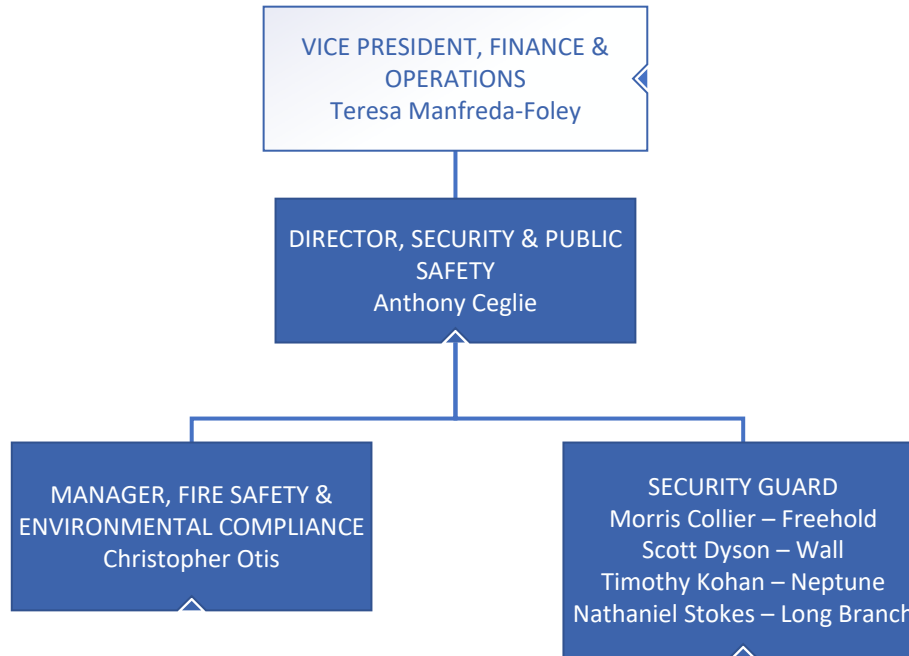 VICE PRESIDENT, FINANCE &
OPERATIONS
Teresa Manfreda-Foley
DIRECTOR, SECURITY & PUBLIC
SAFETY
Anthony Ceglie
MANAGER, FIRE SAFETY &
ENVIRONMENTAL COMPLIANCE
Christopher Otis
SECURITY GUARD
Morris Collier – Freehold
Scott Dyson – Wall
Timothy Kohan – Neptune
Nathaniel Stokes – Long Branch